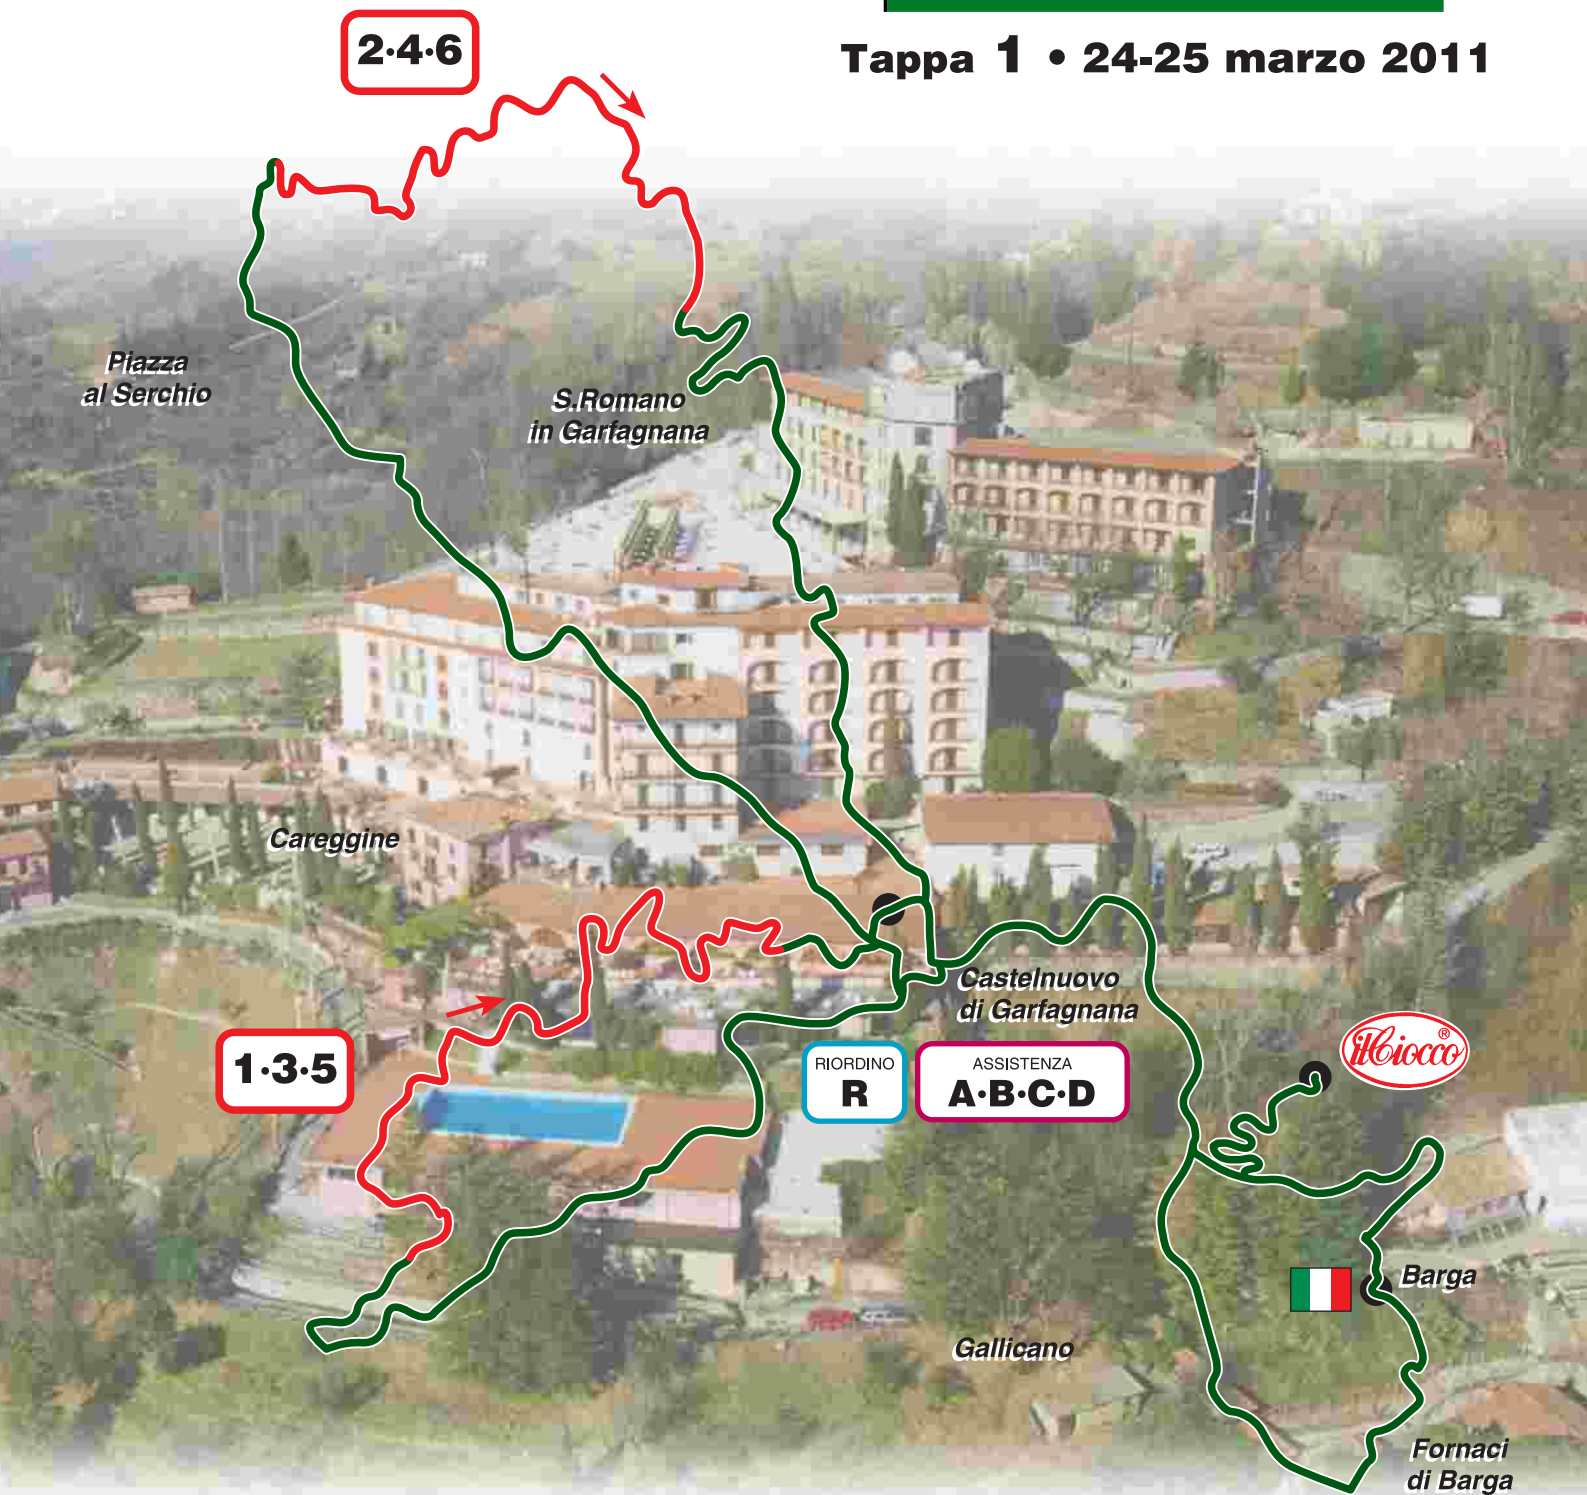 2·4·6
Tappa 1 • 24-25 marzo 2011
Piazza
al Serchio
S.Romano
in Garfagnana
Careggine
Castelnuovo
di Garfagnana
1·3·5
RIORDINO
R
ASSISTENZA
A·B·C·D
ilCiocco®
Barga
Gallicano
Fornaci
di Barga